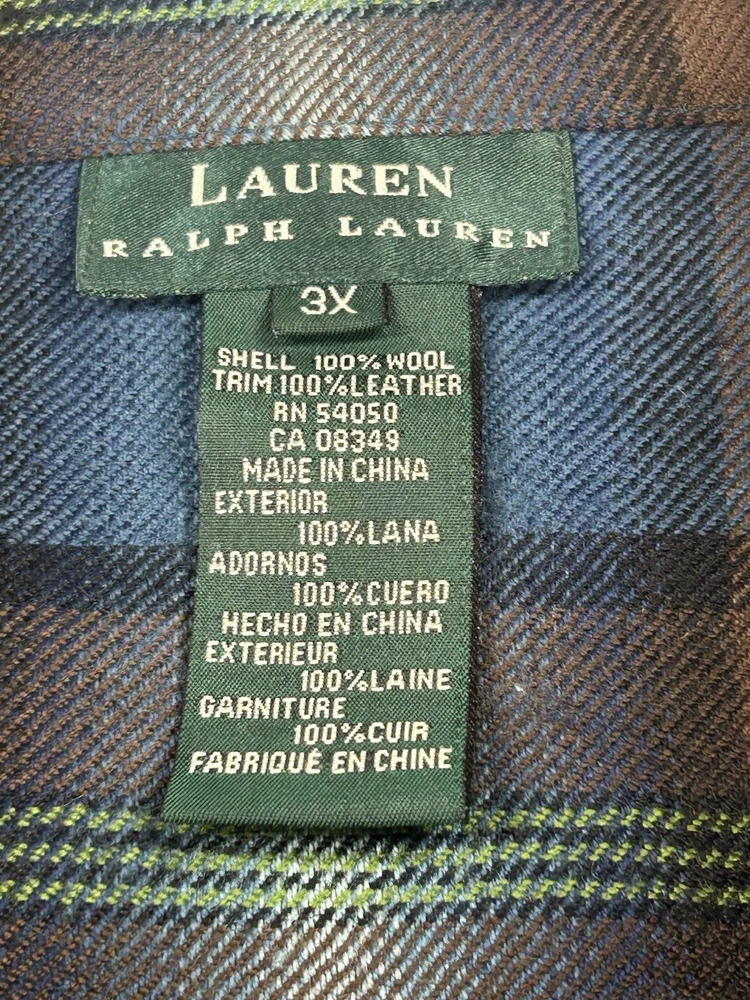 LAUREN
RALPH LAUREN
3X
SHELL 100% WOOL
TRIM 100% LEATHER
RN 54050
CA 08349
MADE IN CHINA
EXTERIOR
100% LANA
ADORNOS
100% CUERO
HECHO EN CHINA
EXTERIEUR
100% LAINE
GARNITURE
100% CUIR
FABRIQUÉ EN CHINE